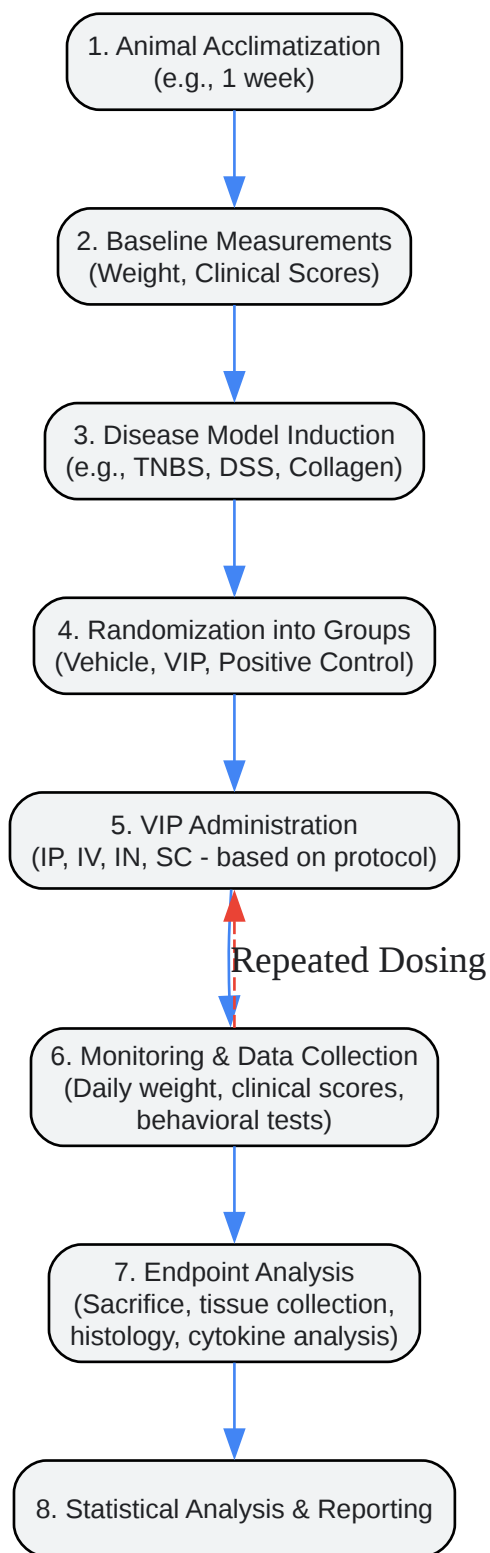 1. Animal Acclimatization
(e.g., 1 week)
2. Baseline Measurements
(Weight, Clinical Scores)
3. Disease Model Induction
(e.g., TNBS, DSS, Collagen)
4. Randomization into Groups
(Vehicle, VIP, Positive Control)
5. VIP Administration
(IP, IV, IN, SC - based on protocol)
Repeated Dosing
6. Monitoring & Data Collection
(Daily weight, clinical scores,
behavioral tests)
7. Endpoint Analysis
(Sacrifice, tissue collection,
histology, cytokine analysis)
8. Statistical Analysis & Reporting